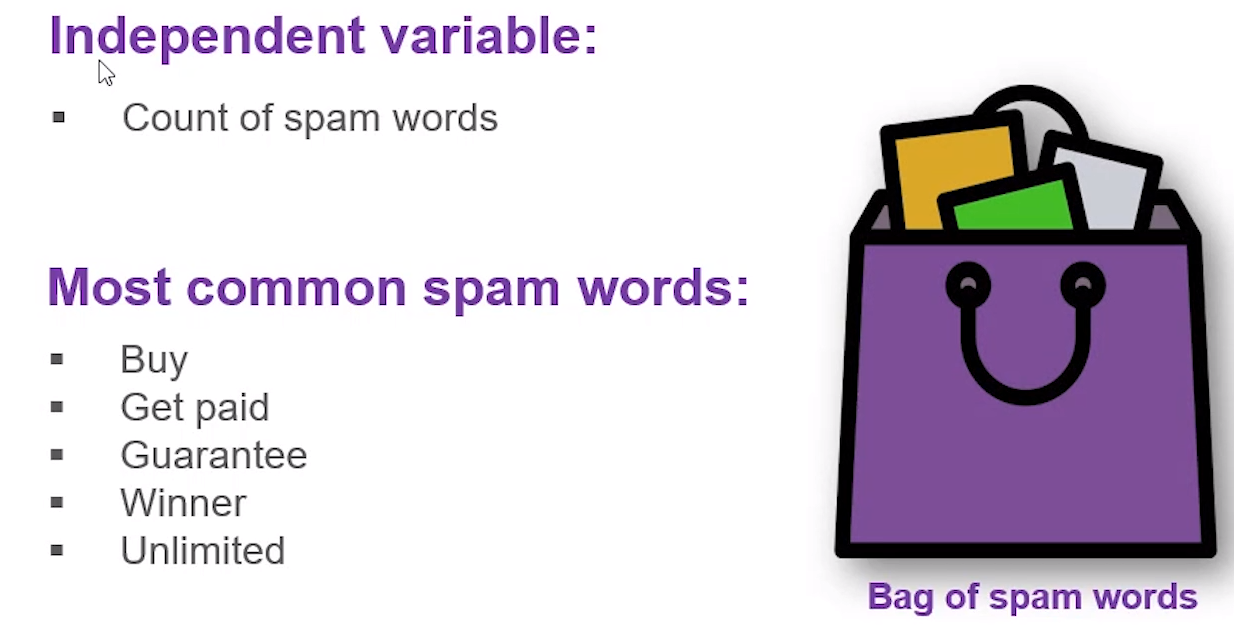 Independent variable:
Count of spam words
Most common spam words:
Buy
Get paid
Guarantee
Winner
Unlimited
Bag of spam words